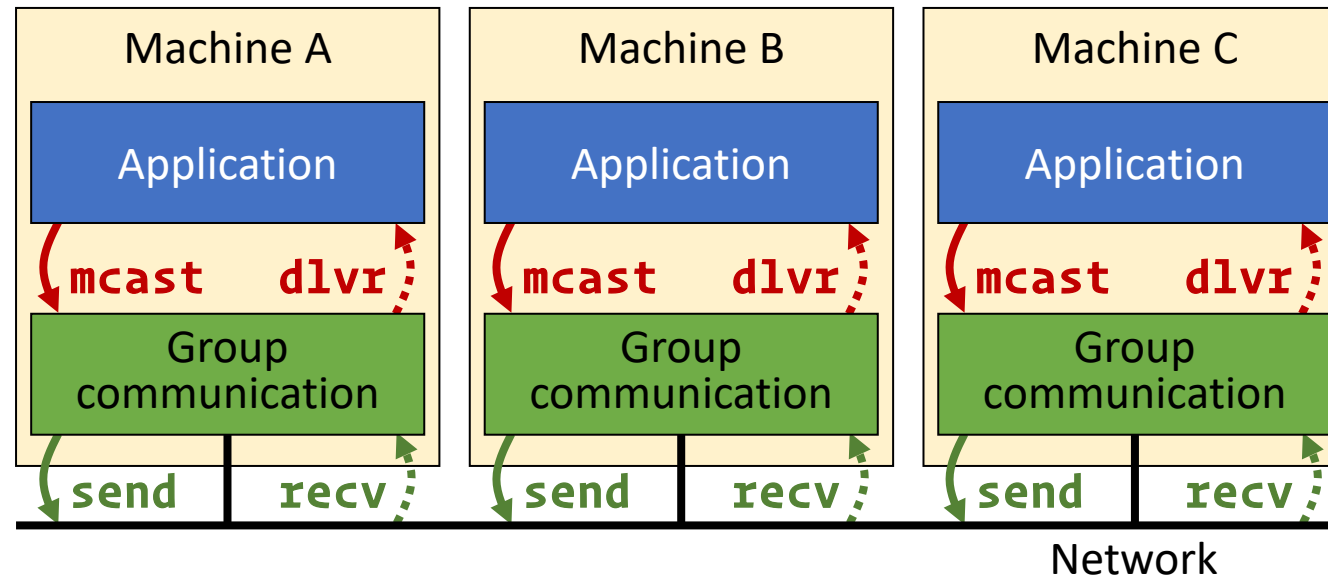 Machine A
Application
mcast dlvr
Group
communication
send recv
Machine B
Application
mcast dlvr
Group
communication
send recv
Machine C
Application
mcast dlvr
Group
communication
send recv
Network